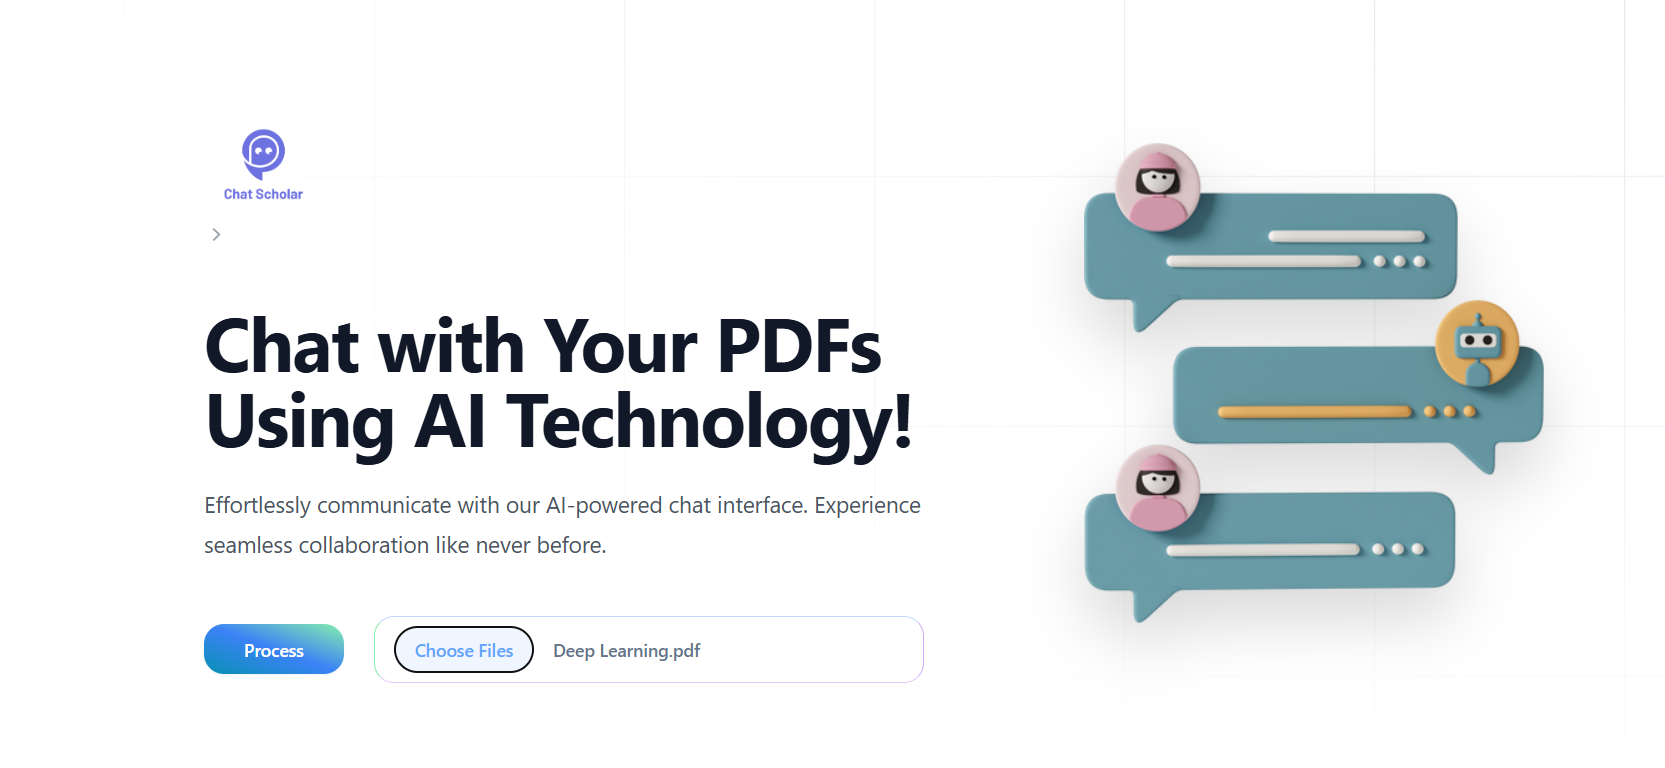 Chat Scholar
Chat with Your PDFs
Using AI Technology!
Effortlessly communicate with our AI-powered chat interface. Experience
seamless collaboration like never before.
Process
Choose Files
Deep Learning.pdf